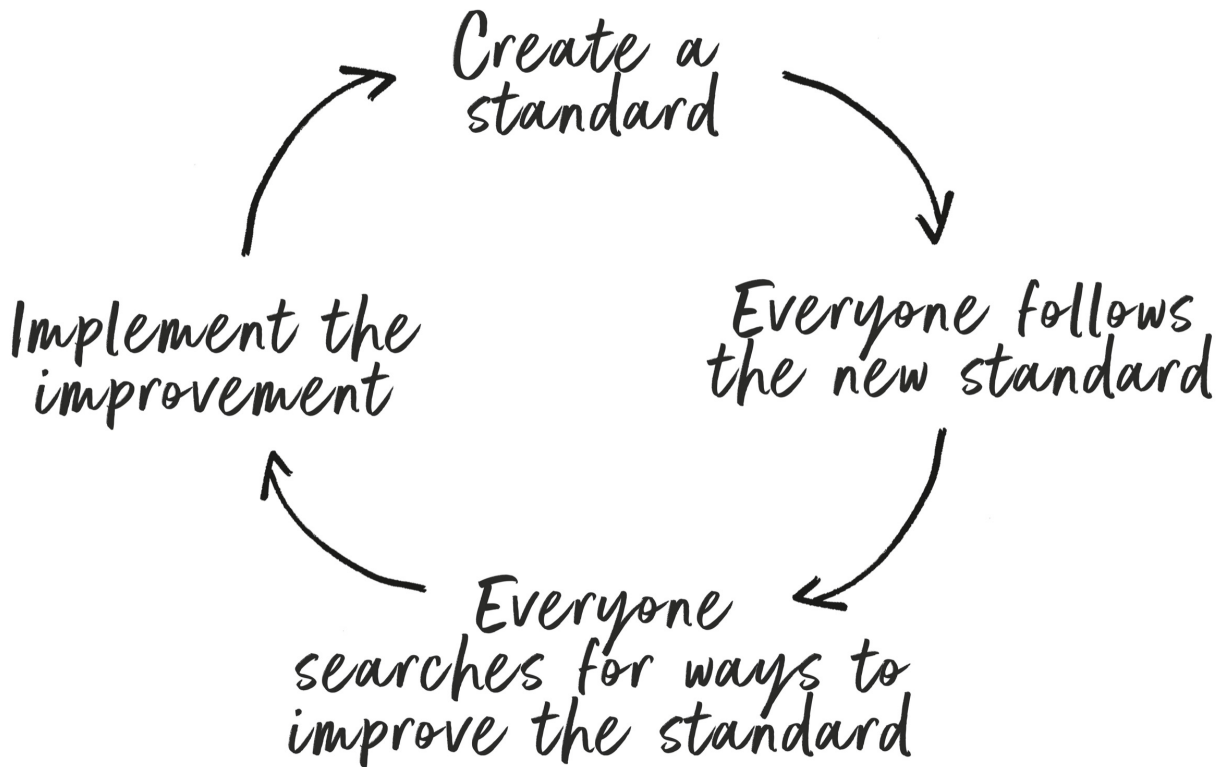 Create a
standard
Everyone follows
the new standard
Everyone
searches for ways to
improve the standard
Implement the
improvement